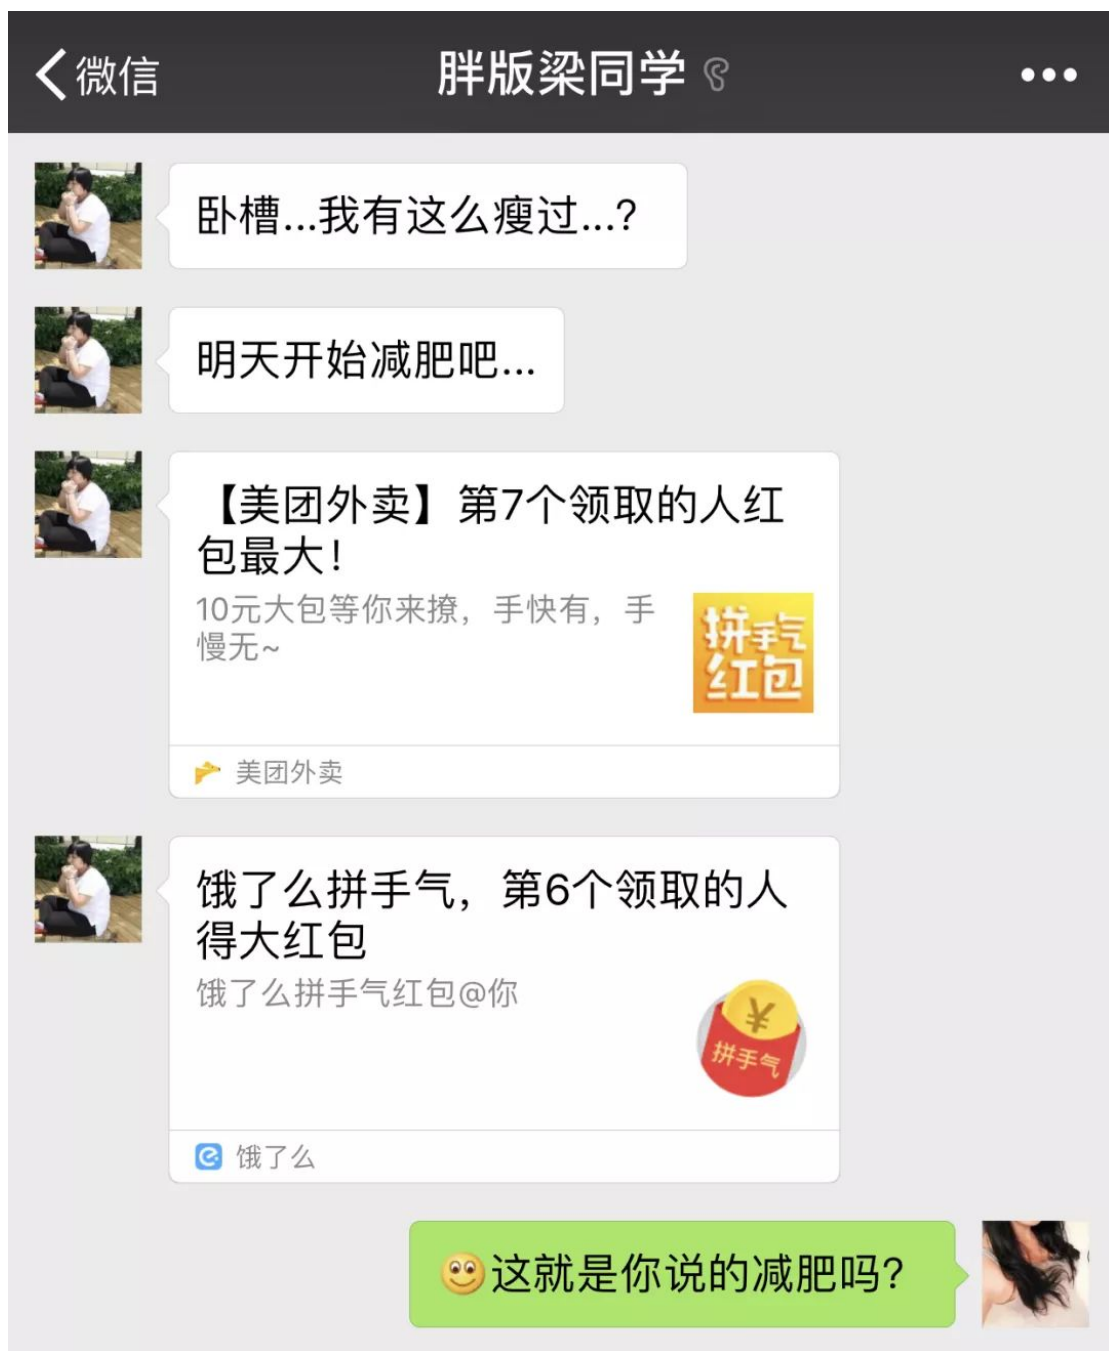 微信
胖版梁同学
卧槽...我有这么瘦过...?
明天开始减肥吧...
【美团外卖】第7个领取的人红
包最大!
10元大包等你来撩，手快有，手
慢无~
拼手气
红包
美团外卖
饿了么拼手气，第6个领取的人
得大红包
饿了么拼手气红包@你
¥
拼手气
饿了么
这就是你说的减肥吗?